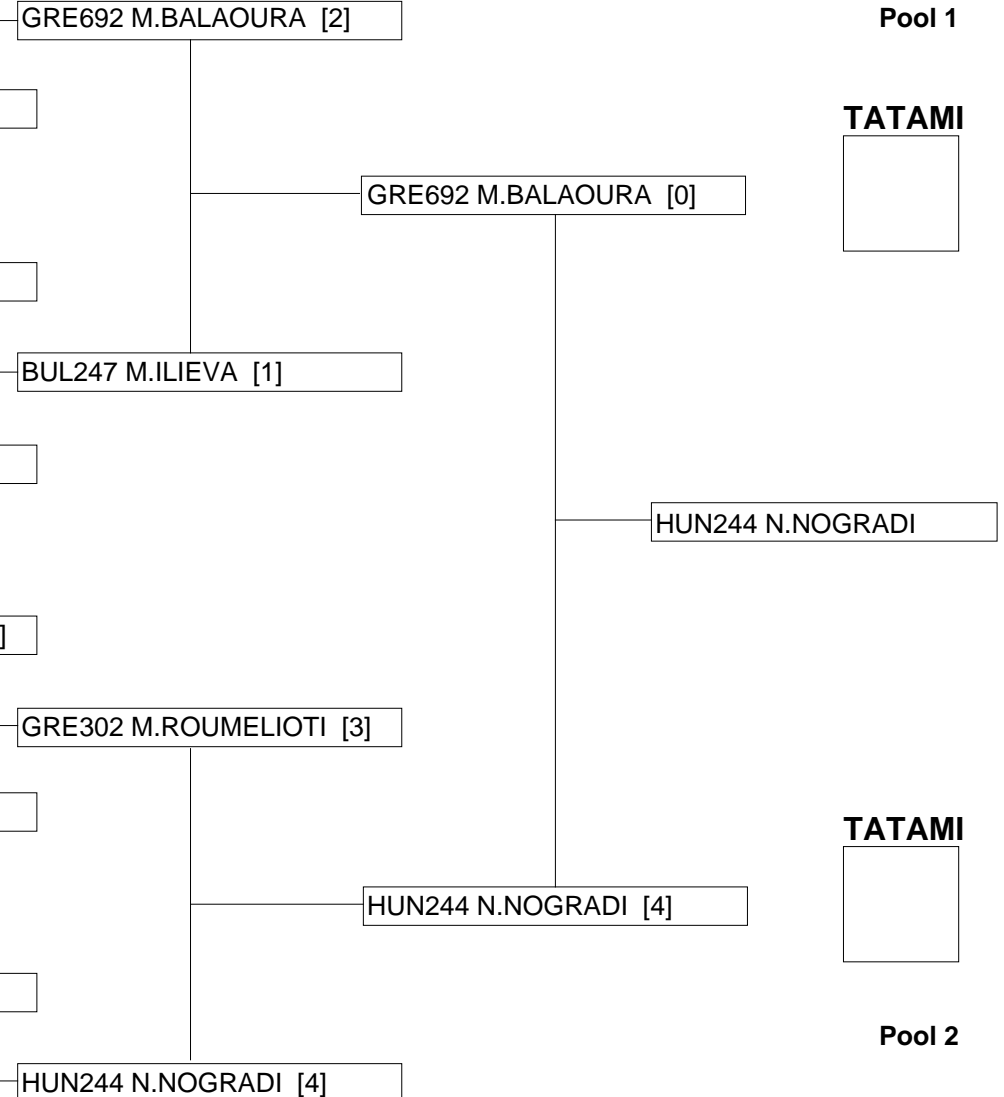 GRE692 M.BALAOURA [2]
Pool 1
TATAMI
GRE692 M.BALAOURA [0]
BUL247 M.ILIEVA [1]
HUN244 N.NOGRADI
]
GRE302 M.ROUMELIOTI [3]
TATAMI
HUN244 N.NOGRADI [4]
Pool 2
HUN244 N.NOGRADI [4]